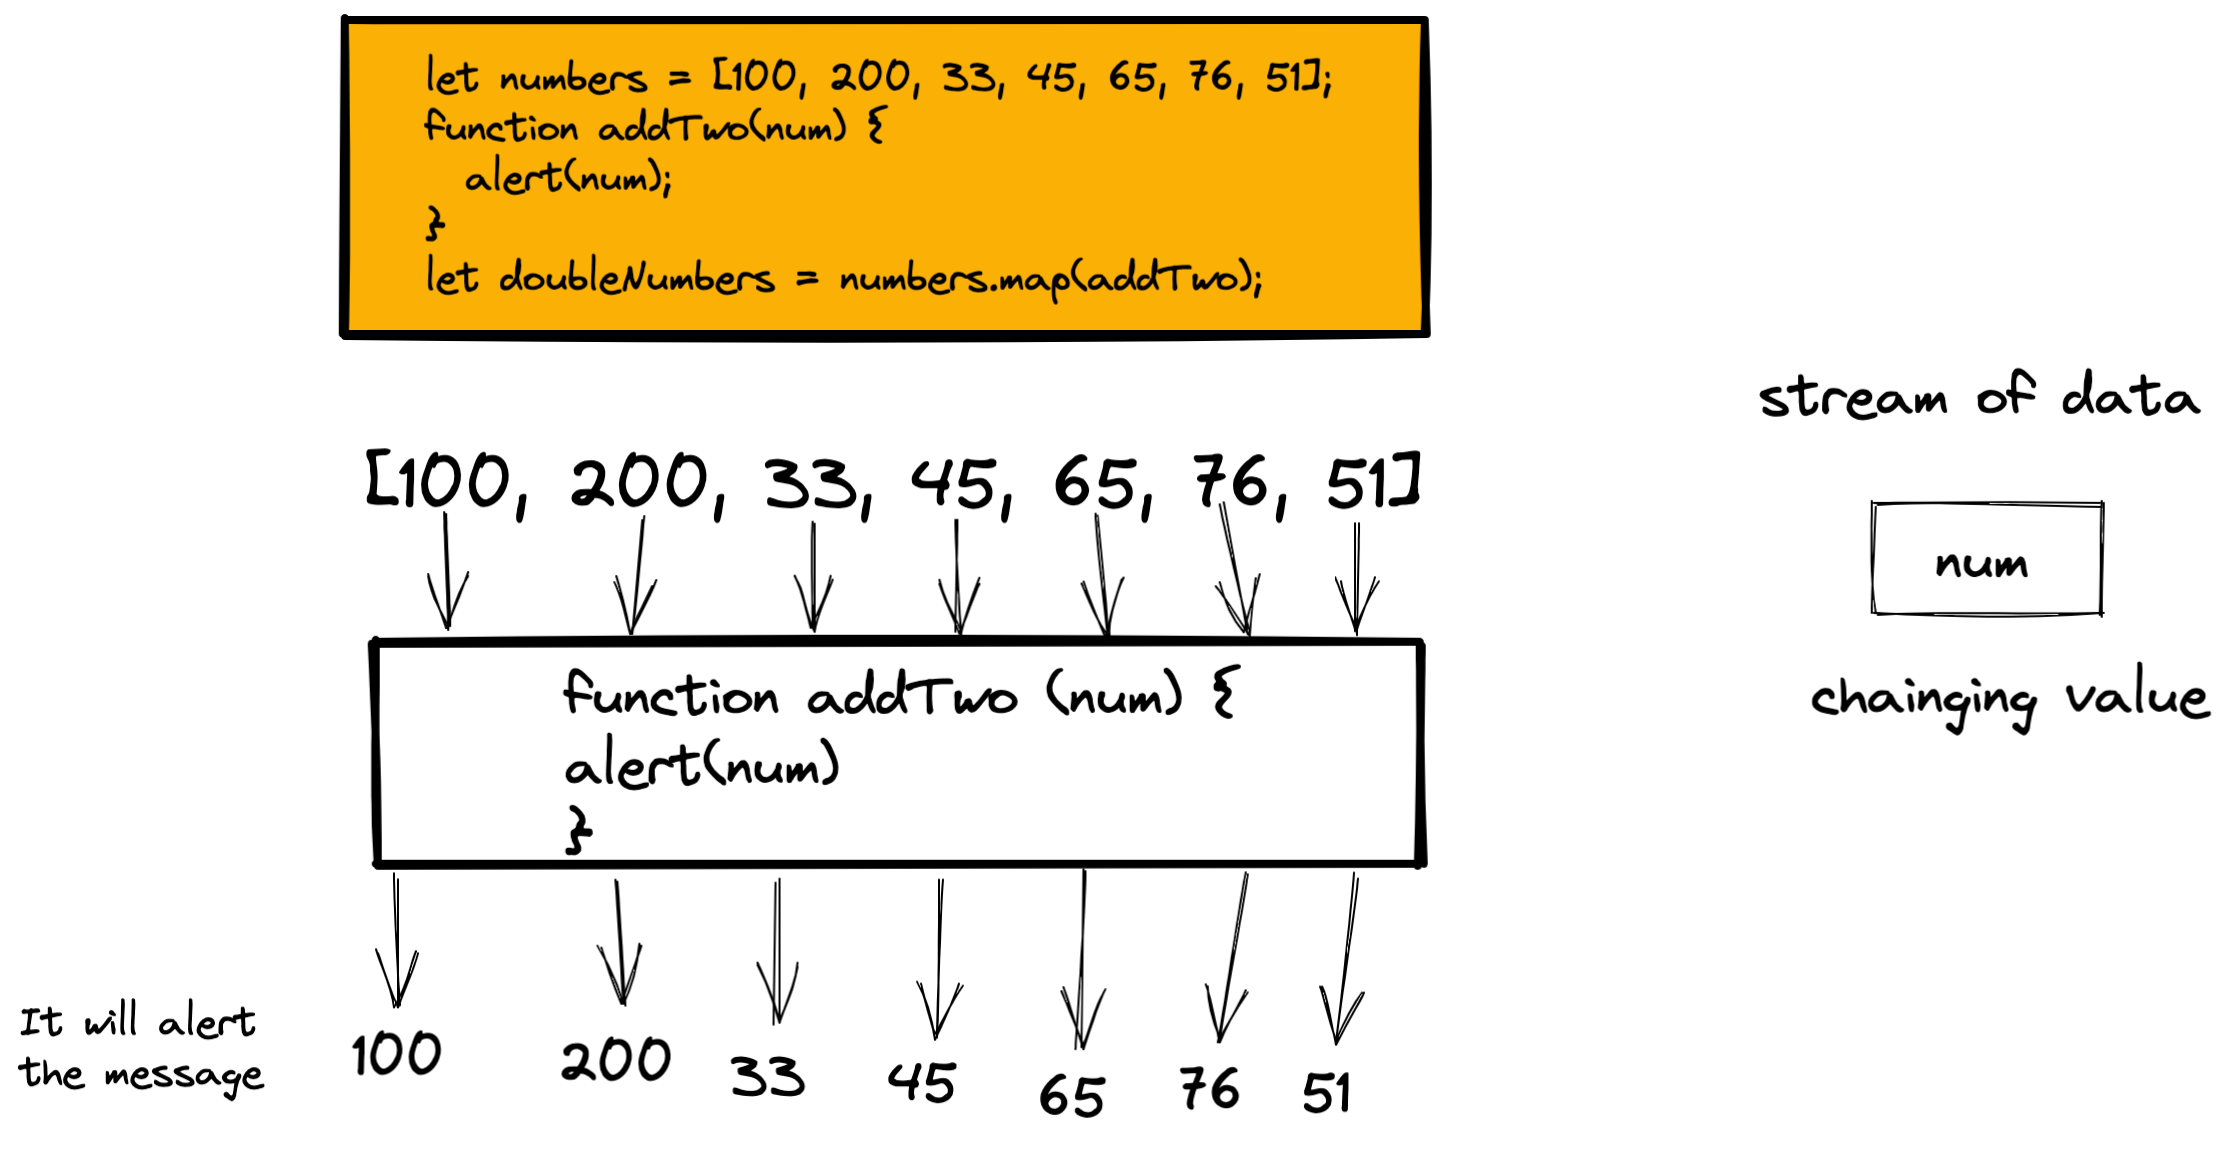 let numbers = [100, 200, 33, 45, 65, 76, 51];
function addTwo(num) {
alert(num);
}
let doubleNumbers = numbers.map(addTwo);
stream of data
[100, 200, 33, 45, 65, 76, 51]
num
function addTwo (num) {
alert(num)
}
chainging value
It will alert
the message
100 200 33 45 65 76 51